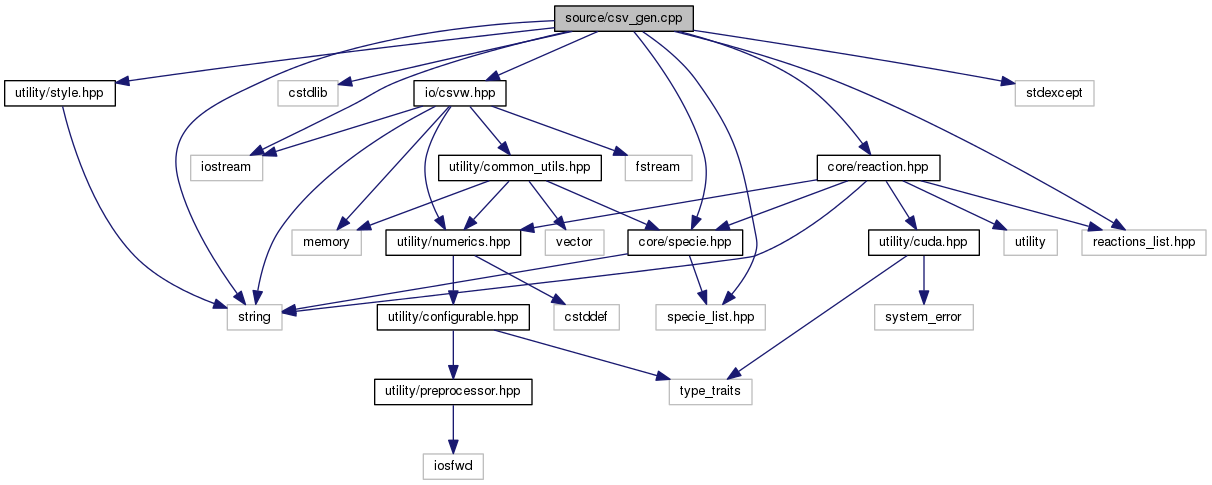 source/csv_gen.cpp
utility/style.hpp
cstdlib
io/csvw.hpp
stdexcept
iostream
utility/common_utils.hpp
fstream
core/reaction.hpp
memory
utility/numerics.hpp
vector
core/specie.hpp
utility/cuda.hpp
utility
reactions_list.hpp
string
utility/configurable.hpp
cstddef
specie_list.hpp
system_error
utility/preprocessor.hpp
type_traits
iosfwd